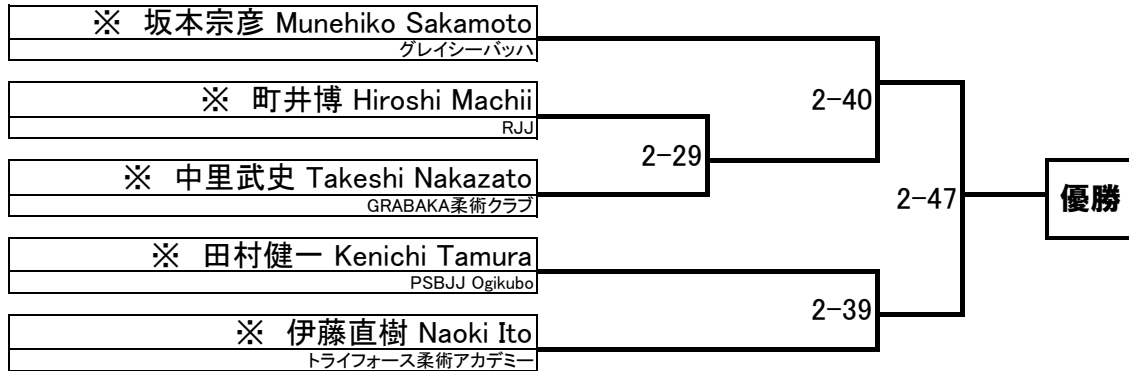 ※ 坂本宗彦 Munehiko Sakamoto
グレイシーバッハ
※ 町井博 Hiroshi Machii
RJJ
※ 中里武史 Takeshi Nakazato
GRABAKA柔術クラブ
※ 田村健一 Kenichi Tamura
PSBJJ Ogikubo
※ 伊藤直樹 Naoki Ito
トライフォース柔術アカデミー
2-29
2-40
2-39
2-47
優勝